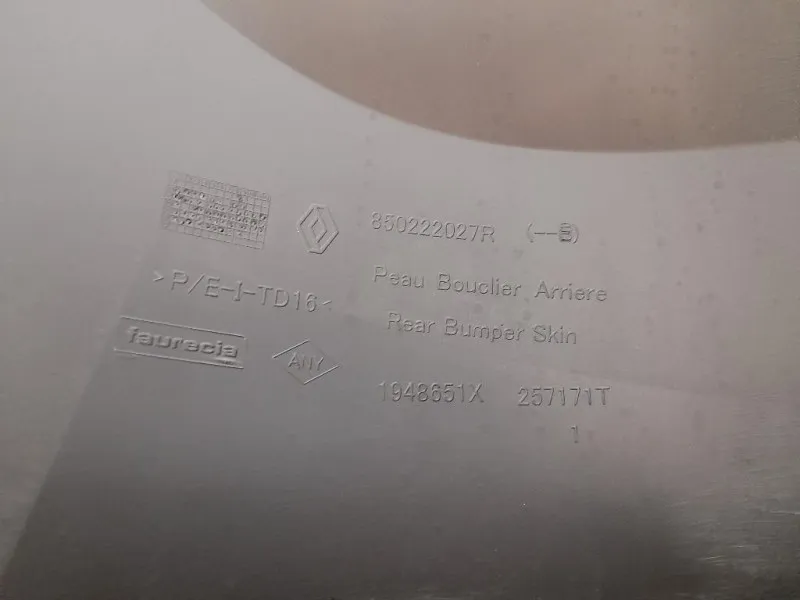 850222027R (--B)
Peau Bouclier Arriere
Rear Bumper Skin
>P/E-I-TD16<
faurecia
ANY
1948651X 257171T
1